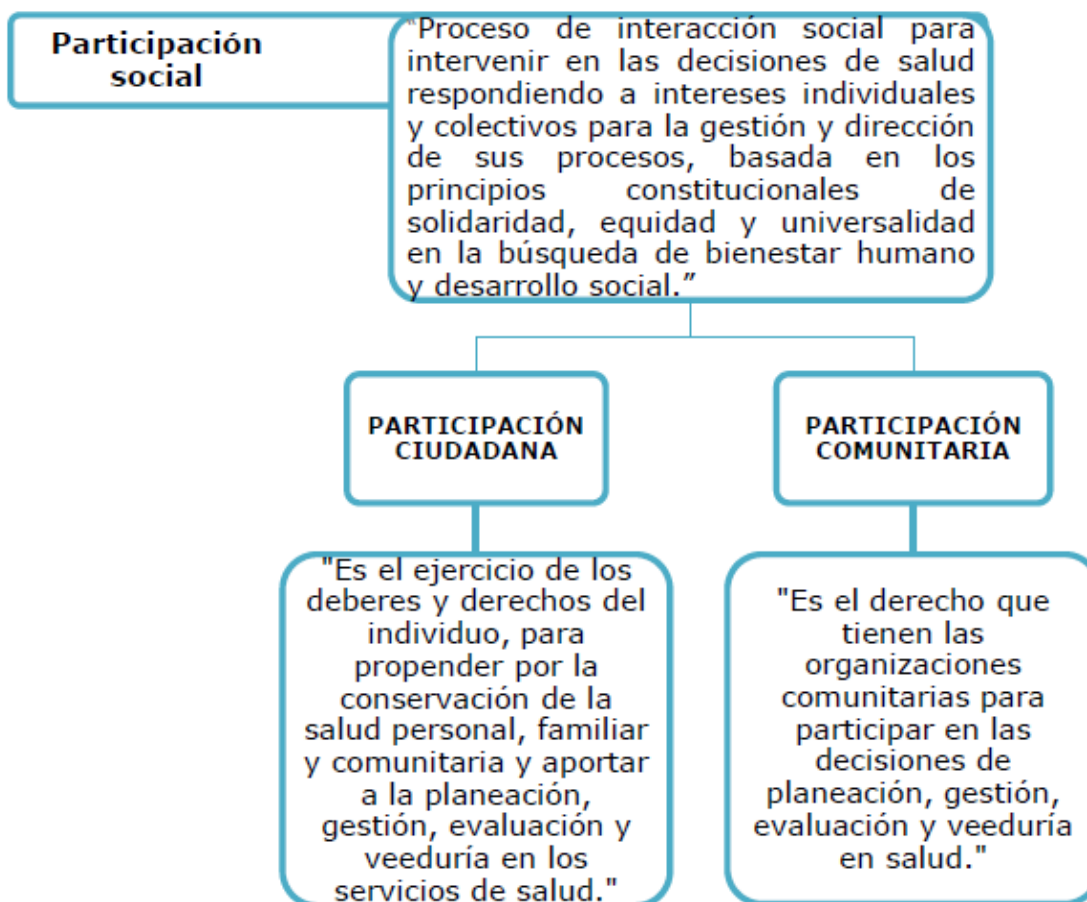 Participación
social
"Proceso de interacción social para
intervenir en las decisiones de salud
respondiendo a intereses individuales
y colectivos para la gestión y dirección
de sus procesos, basada en los
principios constitucionales de
solidaridad, equidad y universalidad
en la búsqueda de bienestar humano
y desarrollo social.”
PARTICIPACIÓN
CIUDADANA
"Es el ejercicio de los
deberes y derechos del
individuo, para
propender por la
conservación de la
salud personal, familiar
y comunitaria y aportar
a la planeación,
gestión, evaluación y
veeduría en los
servicios de salud."
PARTICIPACIÓN
COMUNITARIA
"Es el derecho que
tienen las
organizaciones
comunitarias para
participar en las
decisiones de
planeación, gestión,
evaluación y veeduría
en salud."